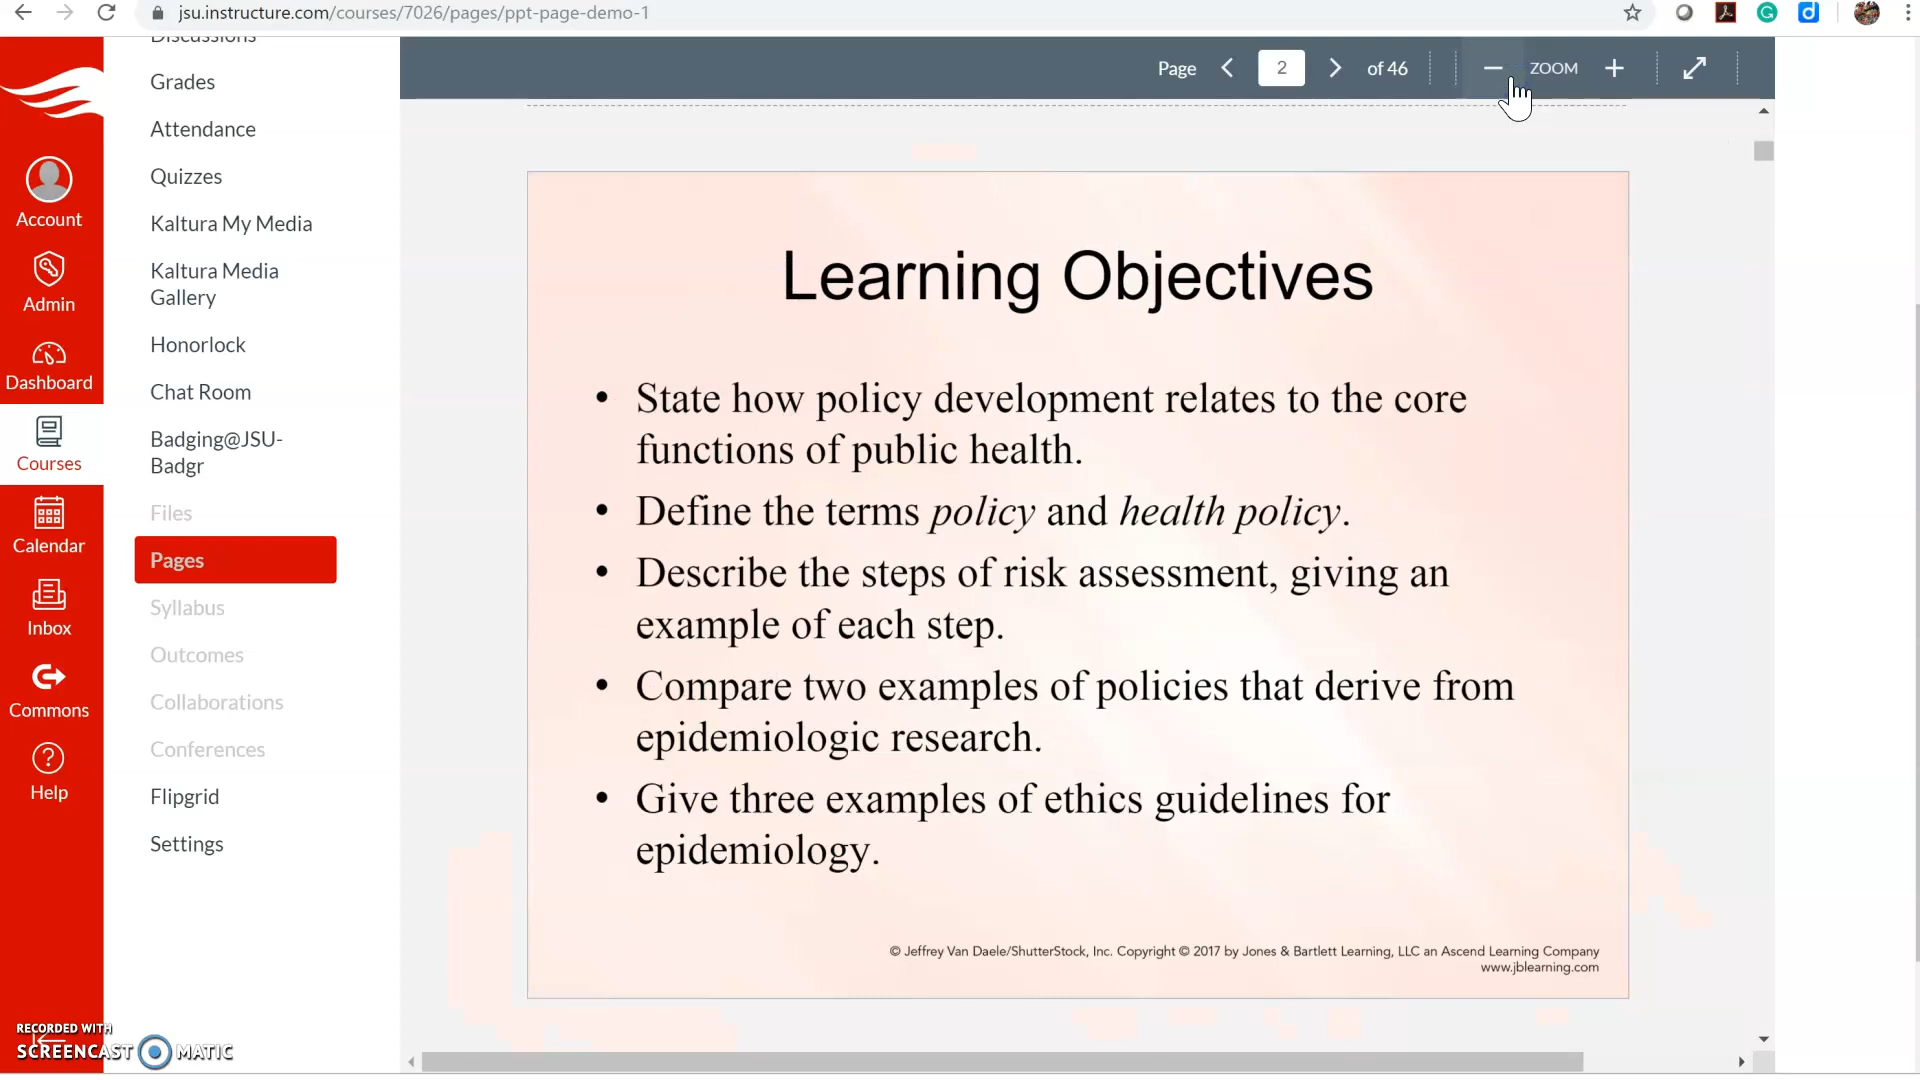 jsu.instructure.com/courses/7026/pages/ppt-page-demo-1
Discussions
Grades
Attendance
Quizzes
Kaltura My Media
Kaltura Media
Gallery
Honorlock
Chat Room
Badging@JSU-
Badgr
Files
Pages
Syllabus
Outcomes
Collaborations
Conferences
Flipgrid
Settings
Account
Admin
Dashboard
Courses
Calendar
Inbox
Commons
Help
Page 2 of 46 ZOOM
Learning Objectives
• State how policy development relates to the core
functions of public health.
• Define the terms policy and health policy.
• Describe the steps of risk assessment, giving an
example of each step.
• Compare two examples of policies that derive from
epidemiologic research.
• Give three examples of ethics guidelines for
epidemiology.
© Jeffrey Van Daele/ShutterStock, Inc. Copyright © 2017 by Jones & Bartlett Learning, LLC an Ascend Learning Company
www.jblearning.com
RECORDED WITH
SCREENCAST MATIC